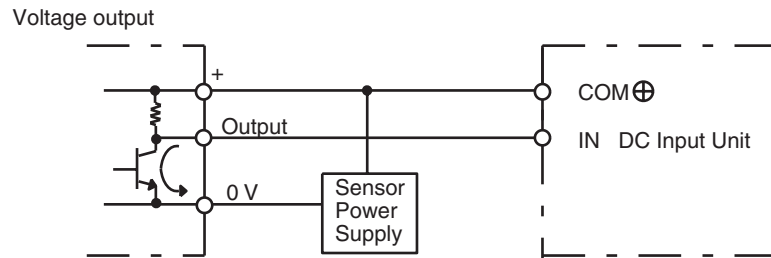 Voltage output
+
COM ⊕
Output
IN DC Input Unit
0 V
Sensor
Power
Supply